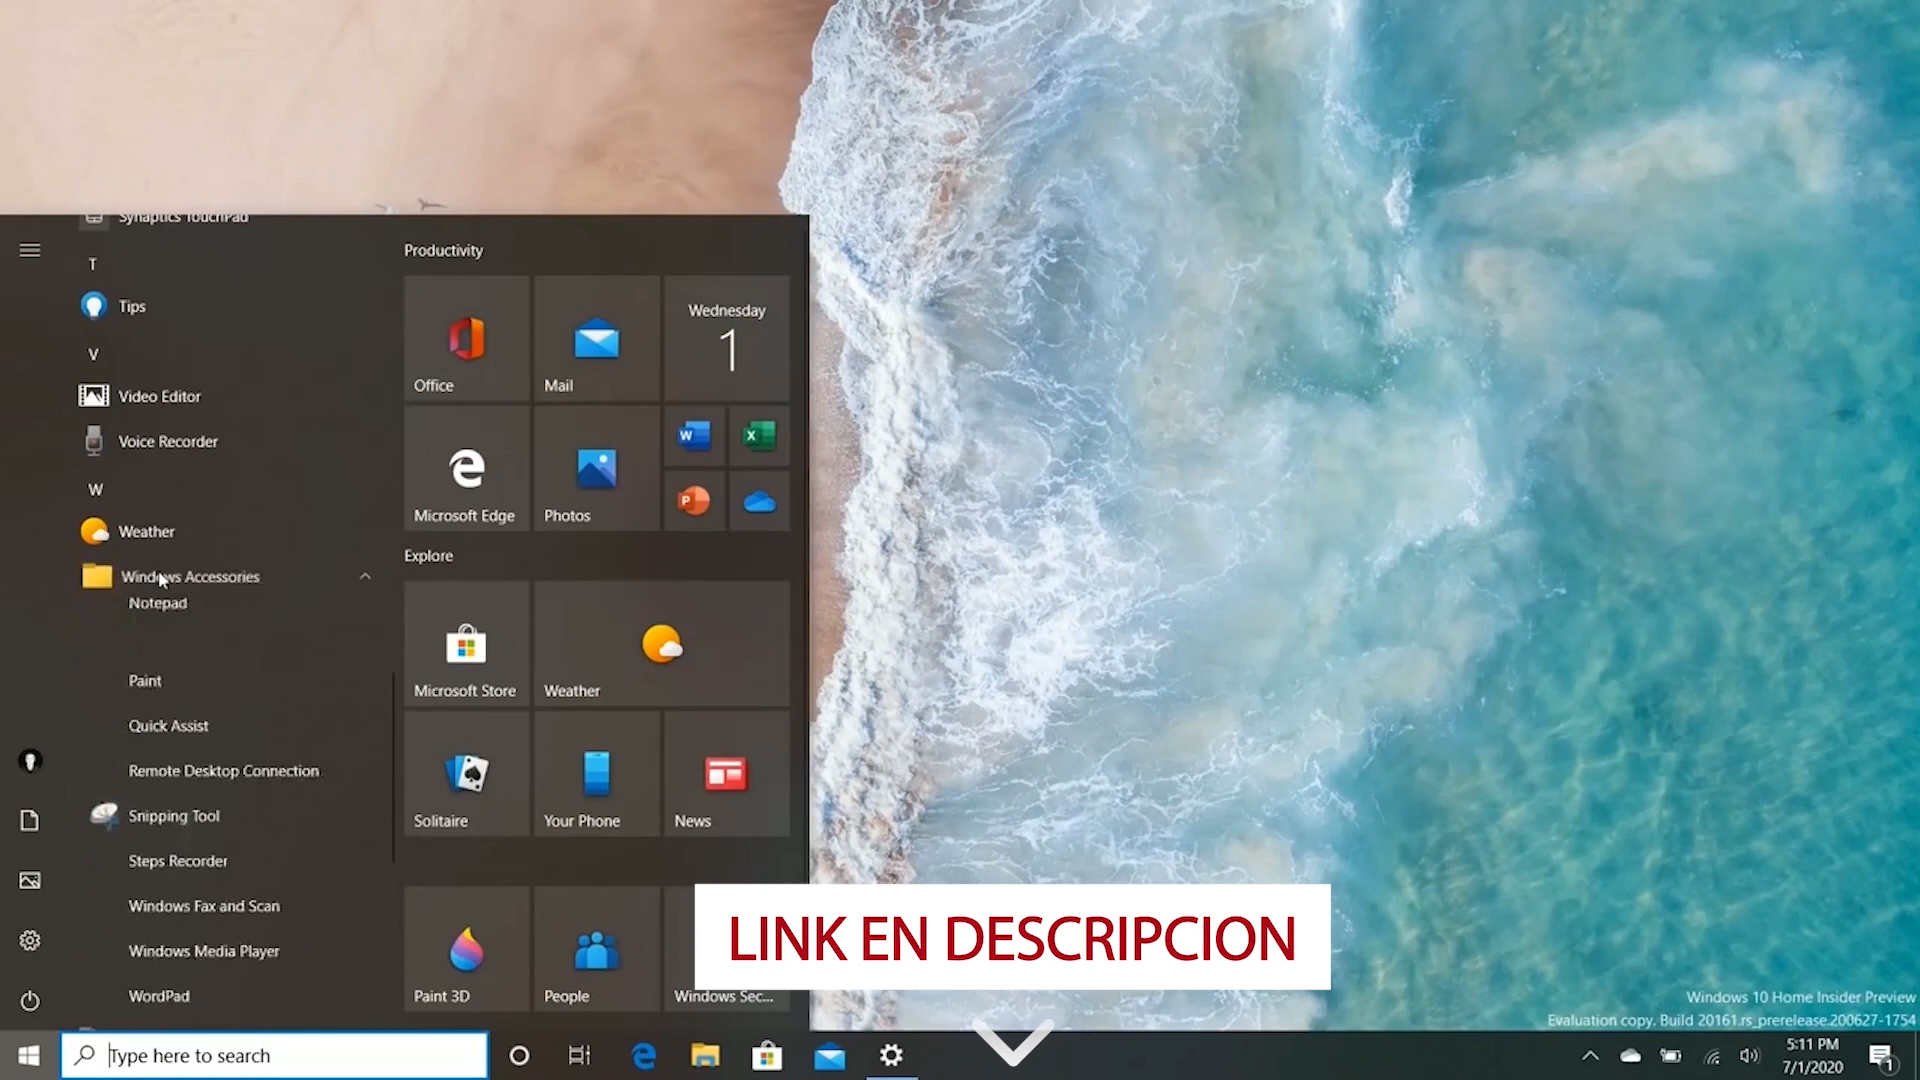 Synaptics TouchPad
T
Tips
V
Video Editor
Voice Recorder
W
Weather
Windows Accessories
Notepad
Paint
Quick Assist
Remote Desktop Connection
Snipping Tool
Steps Recorder
Windows Fax and Scan
Windows Media Player
WordPad
Productivity
Office
Mail
Wednesday
1
Microsoft Edge
Photos
W
X
P
Explore
Microsoft Store
Weather
Solitaire
Your Phone
News
Paint 3D
People
Windows Sec...
LINK EN DESCRIPCION
Windows 10 Home Insider Preview
Evaluation copy. Build 20161.rs_prerelease.200627-1754
Type here to search
5:11 PM
7/1/2020
1